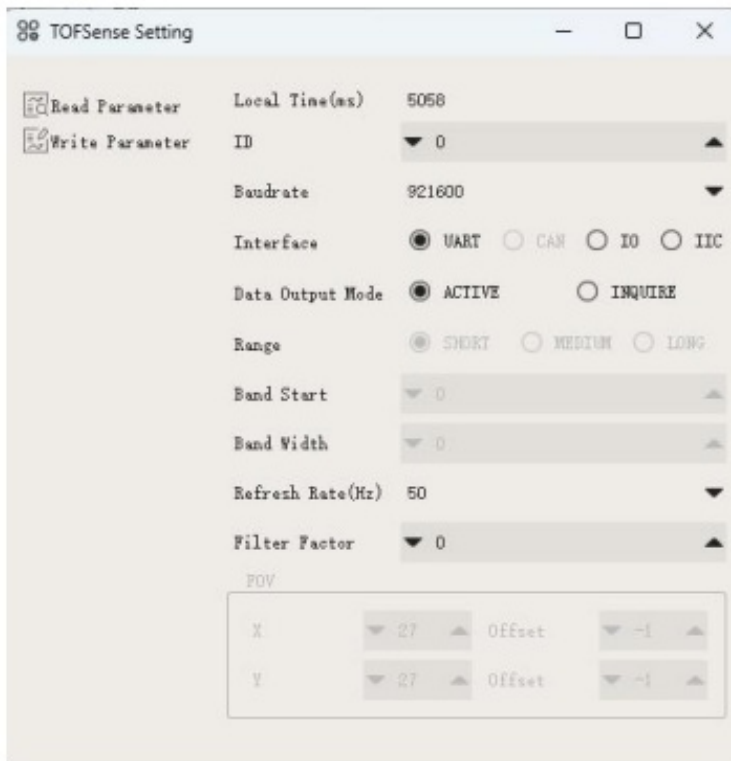 TOFSense Setting
Read Parameter
Write Parameter
Local Time(ms) 5058
ID 0
Baudrate 921600
Interface UART CAN IO IIC
Data Output Mode ACTIVE INQUIRE
Range SHORT MEDIUM LONG
Band Start 0
Band Width 0
Refresh Rate(Hz) 50
Filter Factor 0
FOV
X 27 Offset -1
Y 27 Offset -1